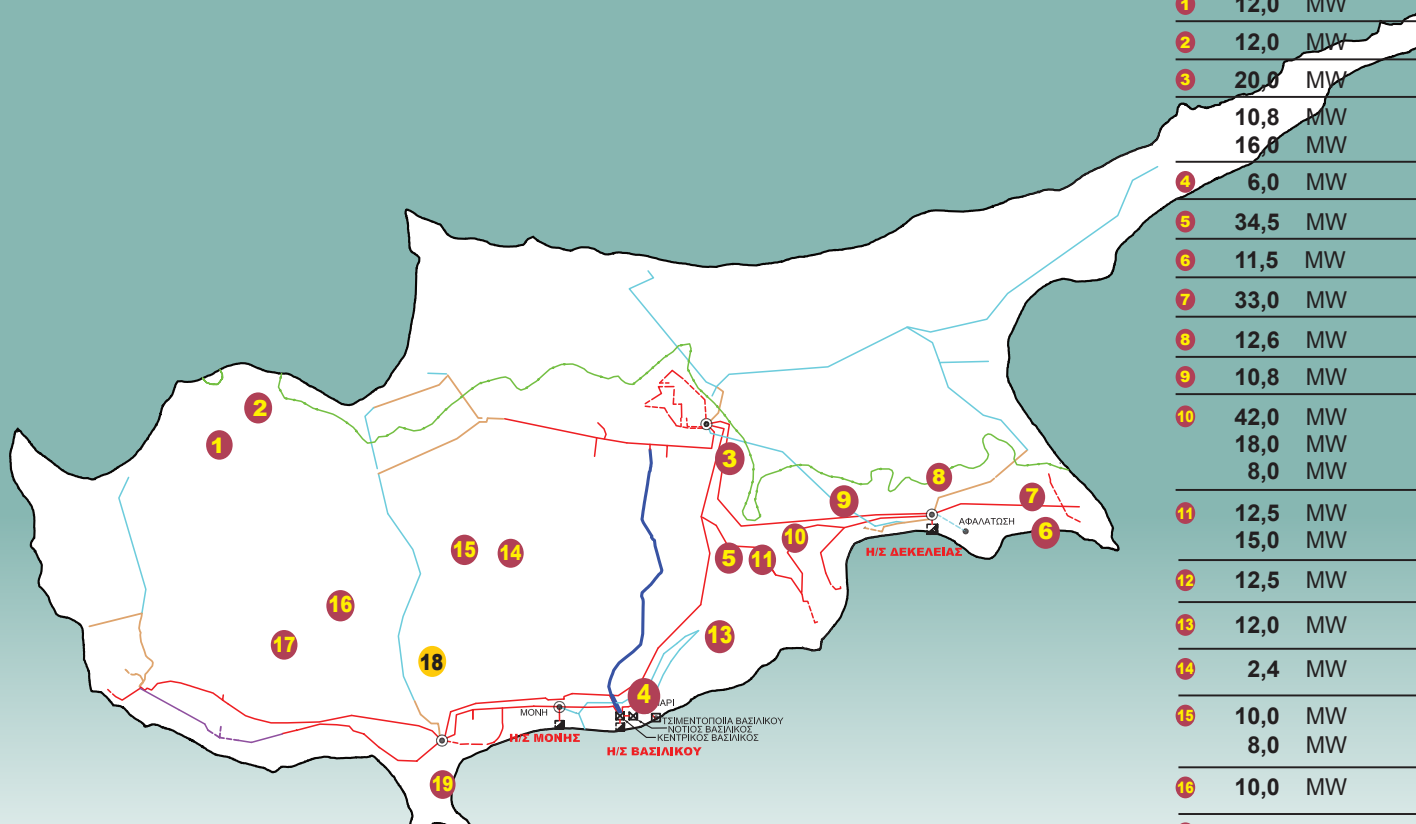 1 12,0 MW
2 12,0 MW
3 20,0 MW
10,8 MW
16,0 MW
4 6,0 MW
5 34,5 MW
6 11,5 MW
7 33,0 MW
8 12,6 MW
9 10,8 MW
10 42,0 MW
18,0 MW
8,0 MW
11 12,5 MW
15,0 MW
12 12,5 MW
13 12,0 MW
14 2,4 MW
15 10,0 MW
8,0 MW
16 10,0 MW
2
1
3
8
9
7
10
6
ΑΦΑΛΑΤΩΣΗ
Η/Σ ΔΕΚΕΛΕΙΑΣ
15
14
5
11
16
17
13
18
4
ΑΡΙ
ΜΟΝΗ
ΤΣΙΜΕΝΤΟΠΟΙΪΑ ΒΑΣΙΛΙΚΟΥ
ΝΟΤΙΟΣ ΒΑΣΙΛΙΚΟΣ
ΚΕΝΤΡΙΚΟΣ ΒΑΣΙΛΙΚΟΣ
Η/Σ ΜΟΝΗΣ
Η/Σ ΒΑΣΙΛΙΚΟΥ
19